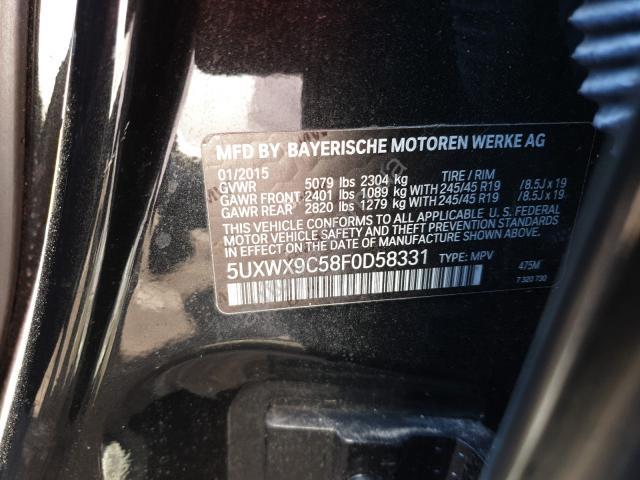 MFD BY BAYERISCHE MOTOREN WERKE AG
01/2015 TIRE / RIM
GVWR 5079 lbs 2304 kg
GAWR FRONT 2401 lbs 1089 kg WITH 245/45 R19 /8.5J x 19
GAWR REAR 2820 lbs 1279 kg WITH 245/45 R19 /8.5J x 19
THIS VEHICLE CONFORMS TO ALL APPLICABLE U. S. FEDERAL
MOTOR VEHICLE SAFETY AND THEFT PREVENTION STANDARDS
IN EFFECT ON THE DATE OF MANUFACTURE SHOWN ABOVE.
5UXWX9C58F0D58331 TYPE: MPV 475M
7 320 730